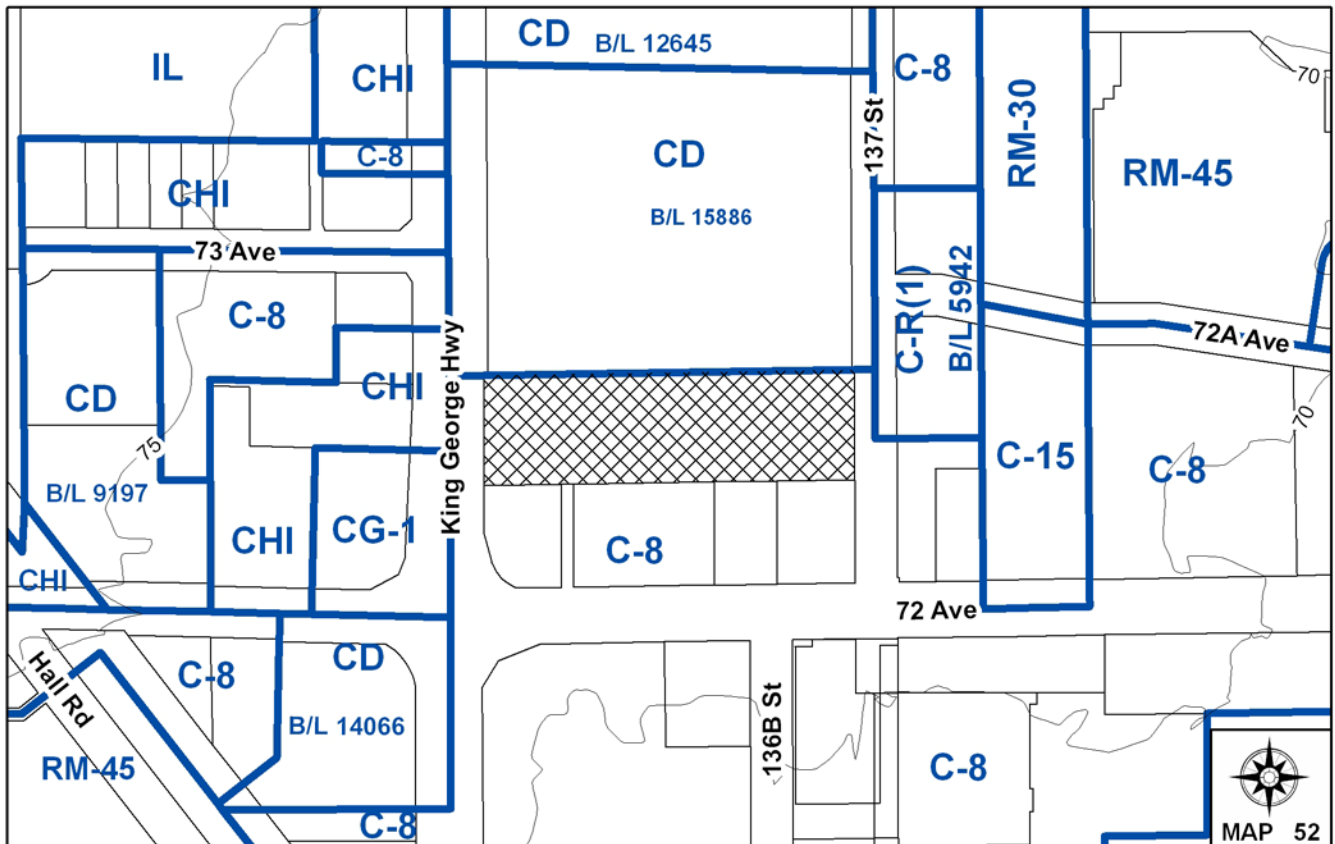 CD B/L 12645
IL
CHI
C-8
70
137 St
RM-30
RM-45
C-8
CD
CHI
B/L 15886
73 Ave
C-R(1)
B/L 5942
C-8
72A Ave
King George Hwy
CHI
CD
70
75
C-15
C-8
B/L 9197
CHI
CG-1
C-8
CHI
72 Ave
Hall Rd
C-8
CD
B/L 14066
136B St
RM-45
C-8
C-8
MAP 52